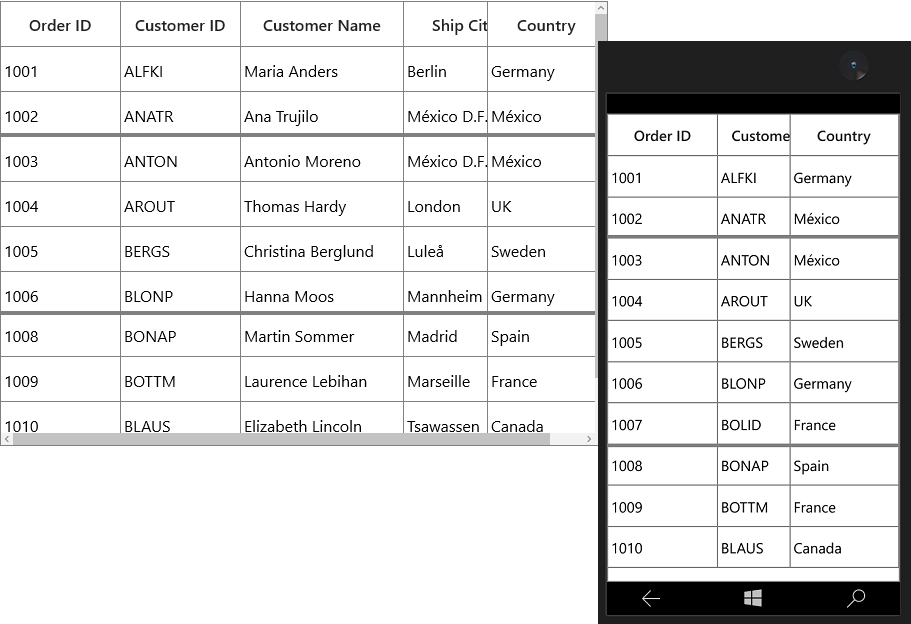 Order ID Customer ID Customer Name Ship Cit Country
1001 ALFKI Maria Anders Berlin Germany
1002 ANATR Ana Trujilo México D.F. México
1003 ANTON Antonio Moreno México D.F. México
1004 AROUT Thomas Hardy London UK
1005 BERGS Christina Berglund Luleå Sweden
1006 BLONP Hanna Moos Mannheim Germany
1008 BONAP Martin Sommer Madrid Spain
1009 BOTTM Laurence Lebihan Marseille France
1010 BLAUS Elizabeth Lincoln Tsawassen Canada
Order ID Custome Country
1001 ALFKI Germany
1002 ANATR México
1003 ANTON México
1004 AROUT UK
1005 BERGS Sweden
1006 BLONP Germany
1007 BOLID France
1008 BONAP Spain
1009 BOTTM France
1010 BLAUS Canada